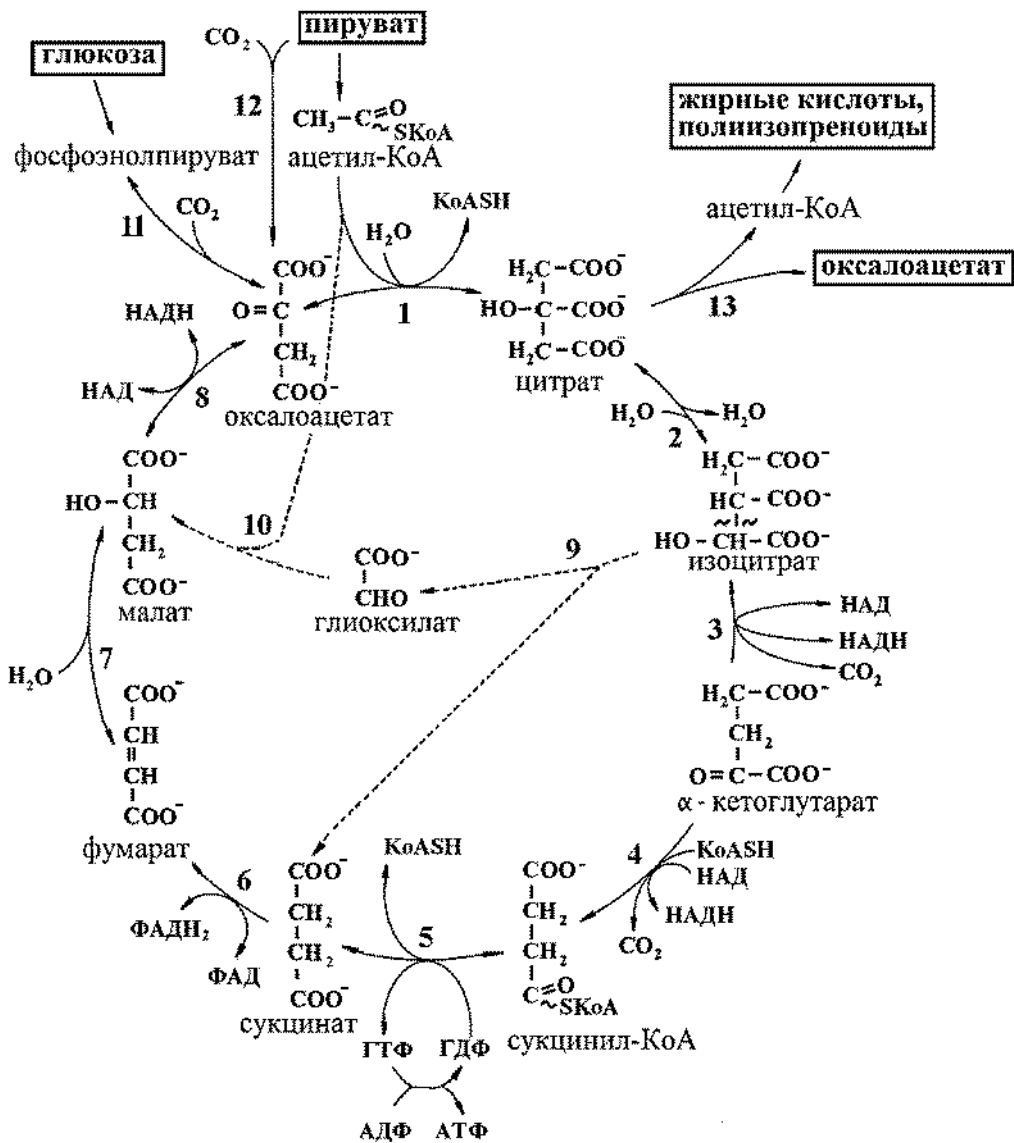 CO₂
пируват
глюкоза
12
CH₃–C=O
~SKoA
ацетил-КоА
фосфоэнолпируват
жирные кислоты,
полиизопреноиды
ацетил-КоА
11
CO₂
H₂O
KoASH
оксалоацетат
COO⁻
O=C
CH₂
COO⁻
оксалоацетат
1
H₂C–COO⁻
HO–C–COO⁻
H₂C–COO⁻
цитрат
13
НАДН
НАД
8
H₂O
H₂O
2
COO⁻
HO–CH
CH₂
COO⁻
малат
10
COO⁻
CHO
глиоксилат
9
H₂C–COO⁻
HC–COO⁻
HO–CH–COO⁻
изоцитрат
3
НАД
НАДН
CO₂
7
H₂O
COO⁻
CH
CH
COO⁻
фумарат
H₂C–COO⁻
CH₂
O=C–COO⁻
α - кетоглутарат
4
KoASH
НАД
НАДН
CO₂
6
ФАДН₂
ФАД
COO⁻
CH₂
CH₂
COO⁻
сукцинат
KoASH
5
COO⁻
CH₂
CH₂
C=O
~SKoA
сукцинил-КоА
ГТФ ГДФ
АДФ АТФ